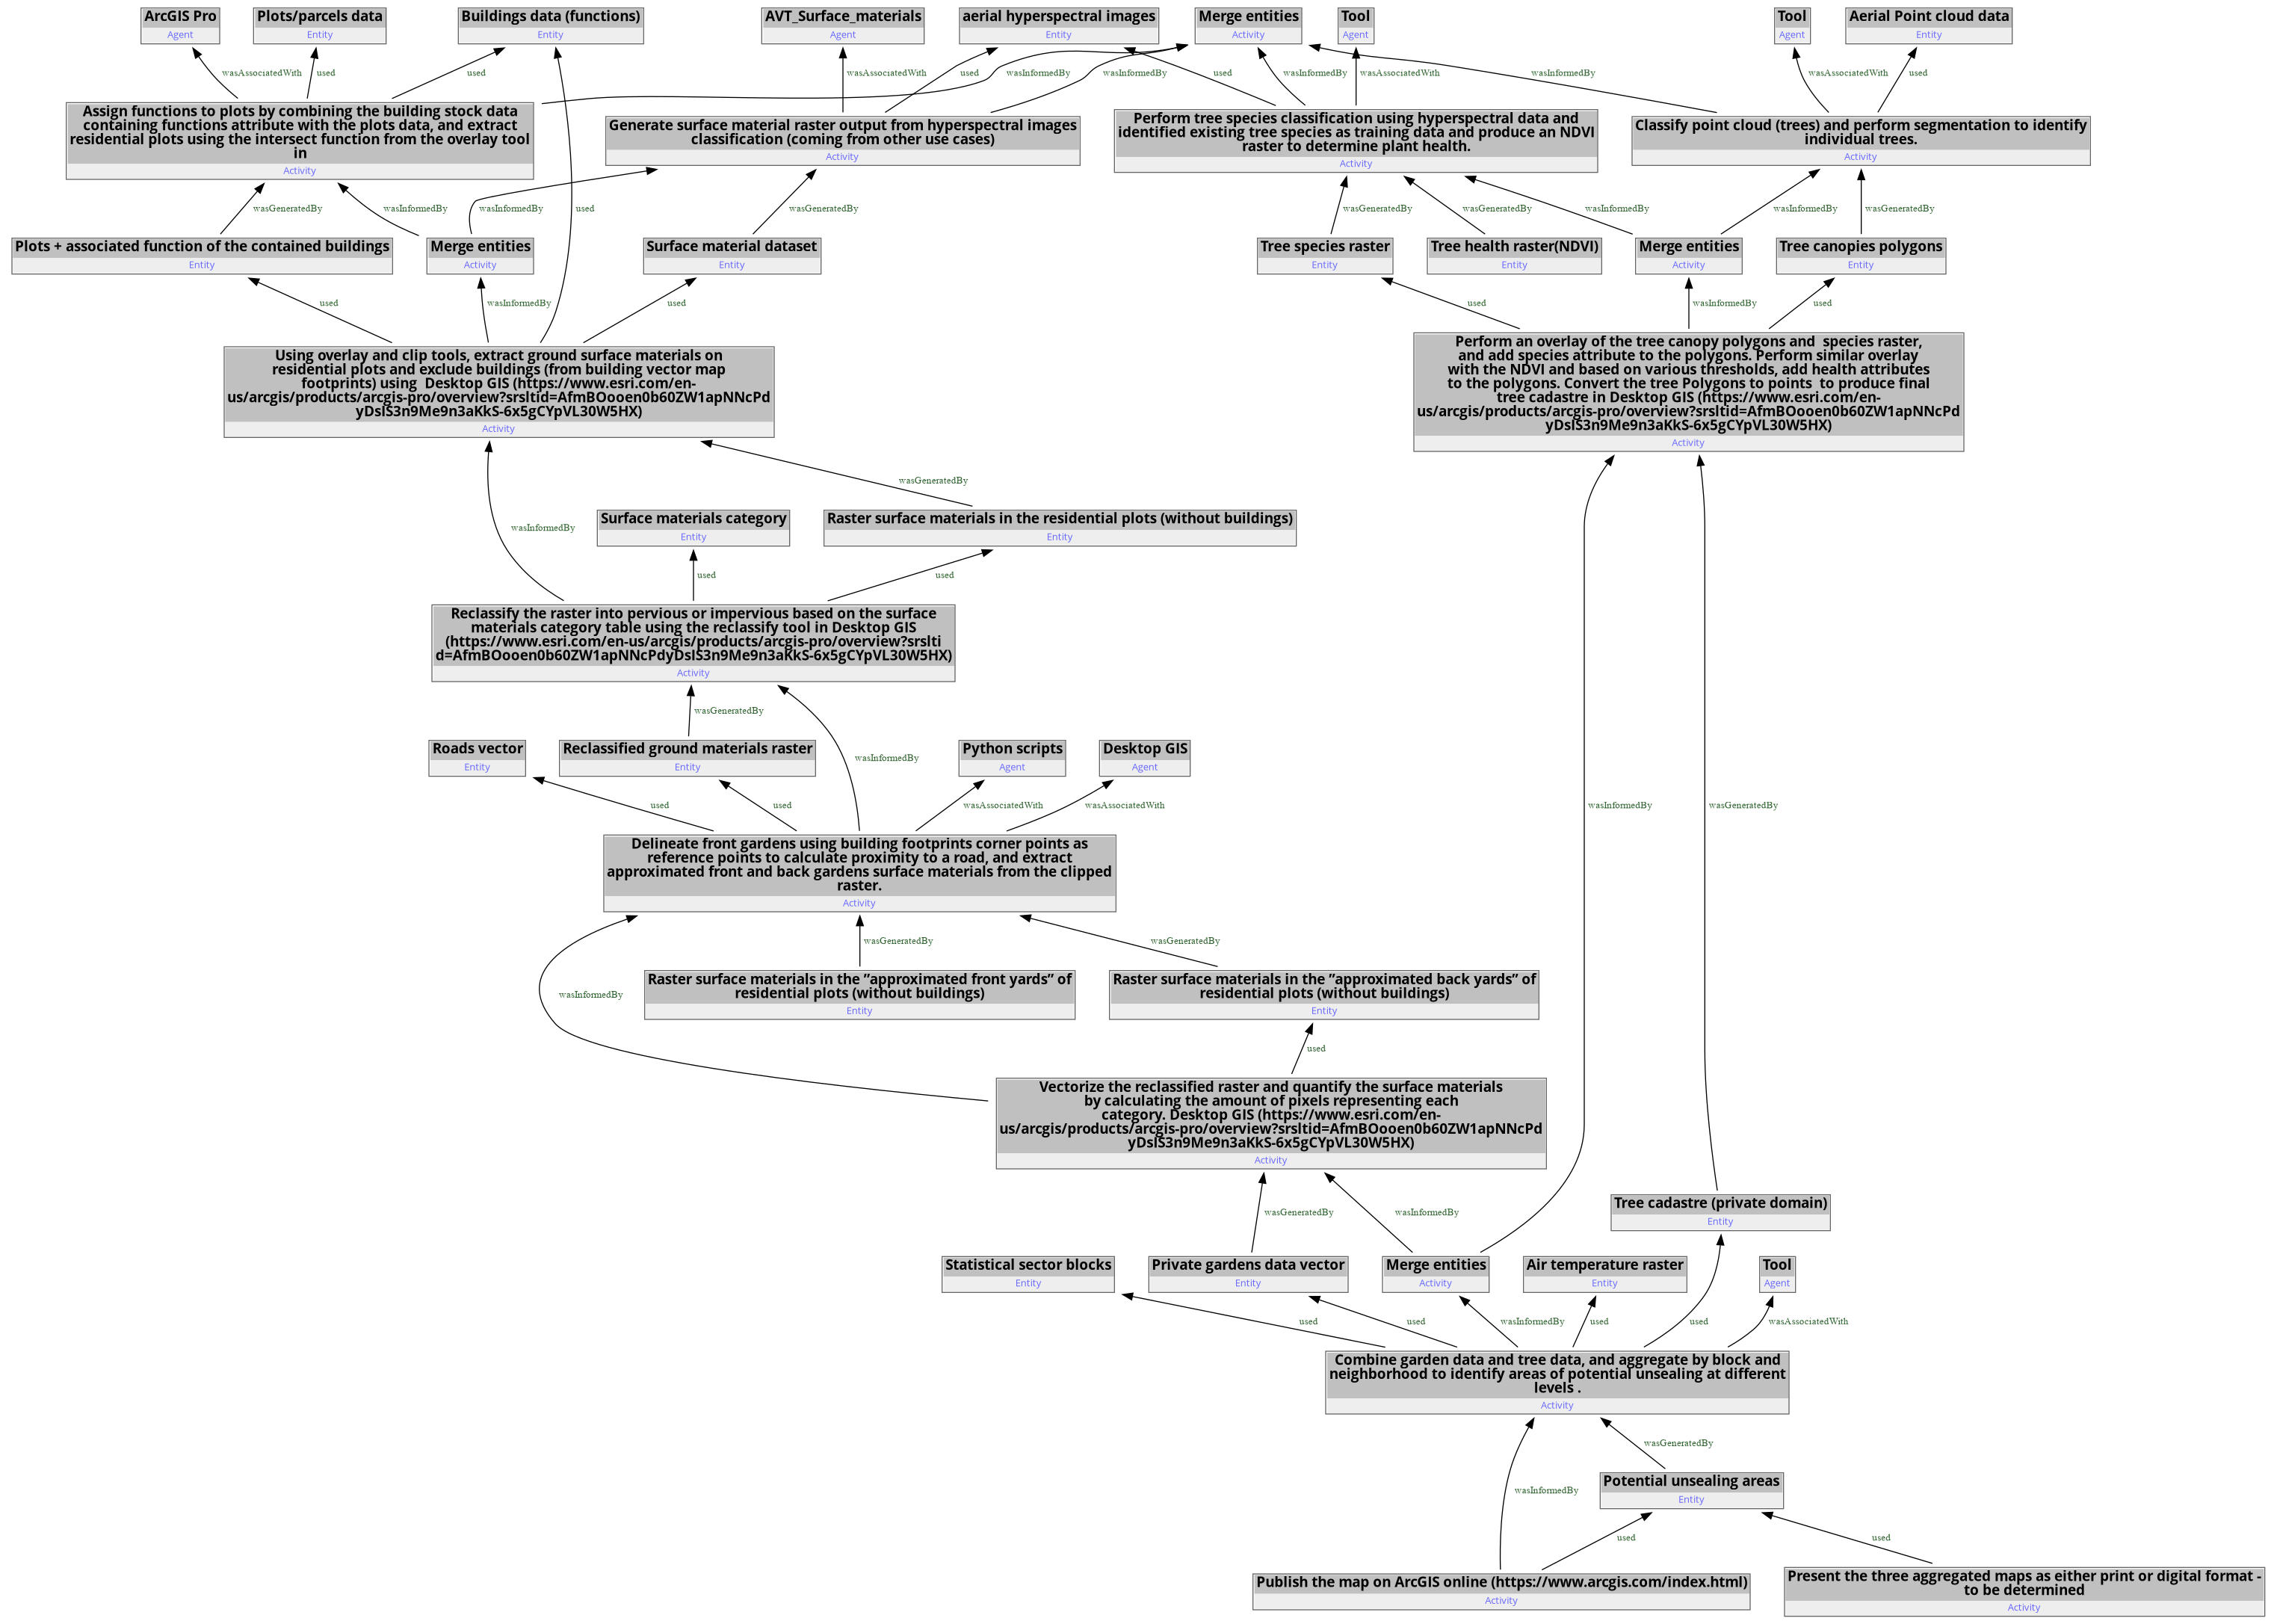 ArcGIS Pro
Agent
Plots/parcels data
Entity
Buildings data (functions)
Entity
AVT_Surface_materials
Agent
aerial hyperspectral images
Entity
Merge entities
Activity
Tool
Agent
Tool
Agent
Aerial Point cloud data
Entity
wasAssociatedWith
used
used
wasAssociatedWith
used
wasInformedBy
wasInformedBy
used
wasInformedBy
wasAssociatedWith
wasInformedBy
wasAssociatedWith
used
Assign functions to plots by combining the building stock data
containing functions attribute with the plots data, and extract
residential plots using the intersect function from the overlay tool
in
Activity
Generate surface material raster output from hyperspectral images
classification (coming from other use cases)
Activity
Perform tree species classification using hyperspectral data and
identified existing tree species as training data and produce an NDVI
raster to determine plant health.
Activity
Classify point cloud (trees) and perform segmentation to identify
individual trees.
Activity
wasGeneratedBy
wasInformedBy
wasInformedBy
used
wasGeneratedBy
wasGeneratedBy
wasGeneratedBy
wasInformedBy
wasInformedBy
wasGeneratedBy
Plots + associated function of the contained buildings
Entity
Merge entities
Activity
Surface material dataset
Entity
Tree species raster
Entity
Tree health raster(NDVI)
Entity
Merge entities
Activity
Tree canopies polygons
Entity
used
wasInformedBy
used
used
wasInformedBy
used
Using overlay and clip tools, extract ground surface materials on
residential plots and exclude buildings (from building vector map
footprints) using  Desktop GIS (https://www.esri.com/en-
us/arcgis/products/arcgis-pro/overview?srsltid=AfmBOooen0b60ZW1apNNcPd
yDsIS3n9Me9n3aKkS-6x5gCYpVL30W5HX)
Activity
Perform an overlay of the tree canopy polygons and  species raster,
and add species attribute to the polygons. Perform similar overlay
with the NDVI and based on various thresholds, add health attributes
to the polygons. Convert the tree Polygons to points  to produce final
tree cadastre in Desktop GIS (https://www.esri.com/en-
us/arcgis/products/arcgis-pro/overview?srsltid=AfmBOooen0b60ZW1apNNcPd
yDsIS3n9Me9n3aKkS-6x5gCYpVL30W5HX)
Activity
wasGeneratedBy
wasInformedBy
Surface materials category
Entity
Raster surface materials in the residential plots (without buildings)
Entity
used
used
Reclassify the raster into pervious or impervious based on the surface
materials category table using the reclassify tool in Desktop GIS
(https://www.esri.com/en-us/arcgis/products/arcgis-pro/overview?srslti
d=AfmBOooen0b60ZW1apNNcPdyDsIS3n9Me9n3aKkS-6x5gCYpVL30W5HX)
Activity
wasGeneratedBy
wasInformedBy
Roads vector
Entity
Reclassified ground materials raster
Entity
Python scripts
Agent
Desktop GIS
Agent
used
used
wasAssociatedWith
wasAssociatedWith
wasInformedBy
wasGeneratedBy
Delineate front gardens using building footprints corner points as
reference points to calculate proximity to a road, and extract
approximated front and back gardens surface materials from the clipped
raster.
Activity
wasInformedBy
wasGeneratedBy
wasGeneratedBy
Raster surface materials in the ”approximated front yards” of
residential plots (without buildings)
Entity
Raster surface materials in the ”approximated back yards” of
residential plots (without buildings)
Entity
used
Vectorize the reclassified raster and quantify the surface materials
by calculating the amount of pixels representing each
category. Desktop GIS (https://www.esri.com/en-
us/arcgis/products/arcgis-pro/overview?srsltid=AfmBOooen0b60ZW1apNNcPd
yDsIS3n9Me9n3aKkS-6x5gCYpVL30W5HX)
Activity
wasGeneratedBy
wasInformedBy
Tree cadastre (private domain)
Entity
Statistical sector blocks
Entity
Private gardens data vector
Entity
Merge entities
Activity
Air temperature raster
Entity
Tool
Agent
used
used
wasInformedBy
used
used
wasAssociatedWith
Combine garden data and tree data, and aggregate by block and
neighborhood to identify areas of potential unsealing at different
levels .
Activity
wasGeneratedBy
wasInformedBy
Potential unsealing areas
Entity
used
used
Publish the map on ArcGIS online (https://www.arcgis.com/index.html)
Activity
Present the three aggregated maps as either print or digital format -
to be determined
Activity